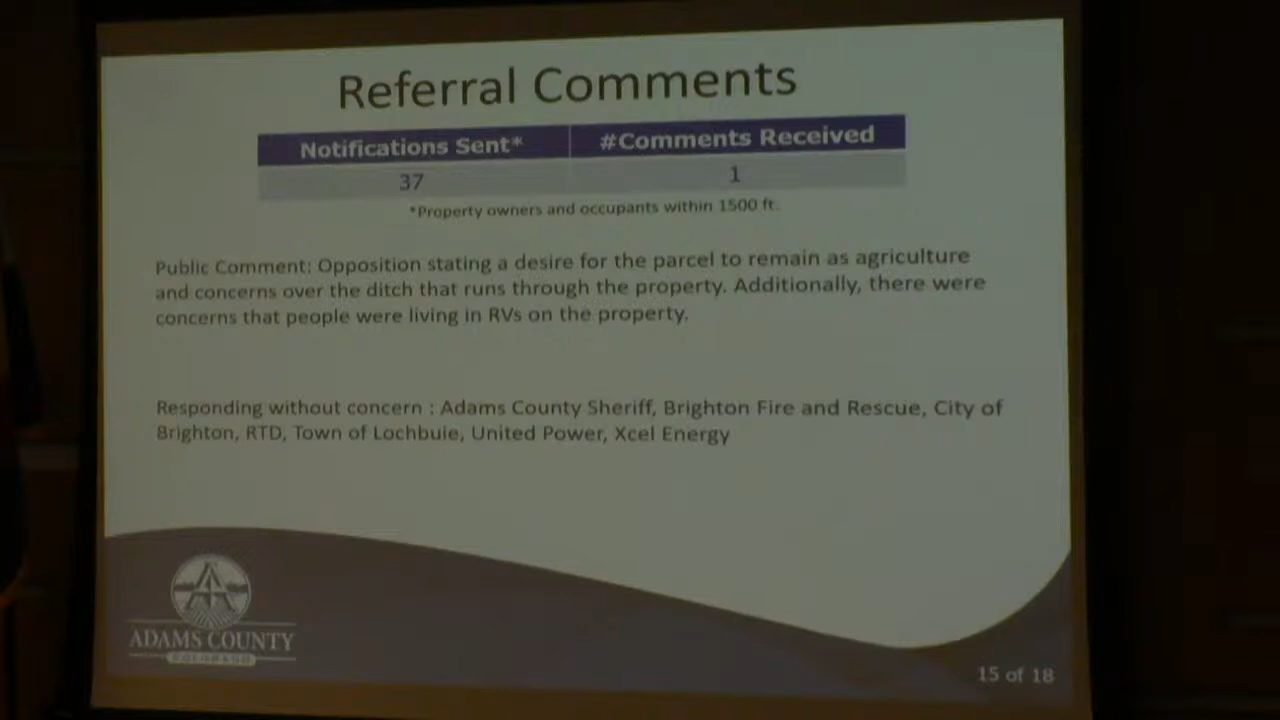 Referral Comments
Notifications Sent* #Comments Received
37 1
*Property owners and occupants within 1500 ft.
Public Comment: Opposition stating a desire for the parcel to remain as agriculture
and concerns over the ditch that runs through the property. Additionally, there were
concerns that people were living in RVs on the property.
Responding without concern : Adams County Sheriff, Brighton Fire and Rescue, City of
Brighton, RTD, Town of Lochbuie, United Power, Xcel Energy
ADAMS COUNTY
COLORADO
15 of 18